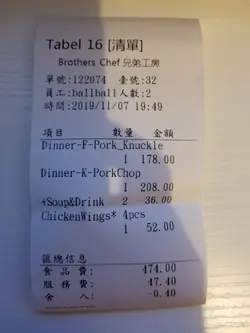 Tabel 16 [清單]
Brothers Chef 兄弟工房
單號:122074 臺號:32
員工:ballball人數:2
時間:2019/11/07 19:49
項目 數量 金額
Dinner-F-Pork_Knuckle
1 178.00
Dinner-K-PorkChop
1 208.00
+Soup&Drink 2 36.00
ChickenWings* 4pcs
1 52.00
匯總信息
食品費: 474.00
服務費: 47.40
舍入: -0.40